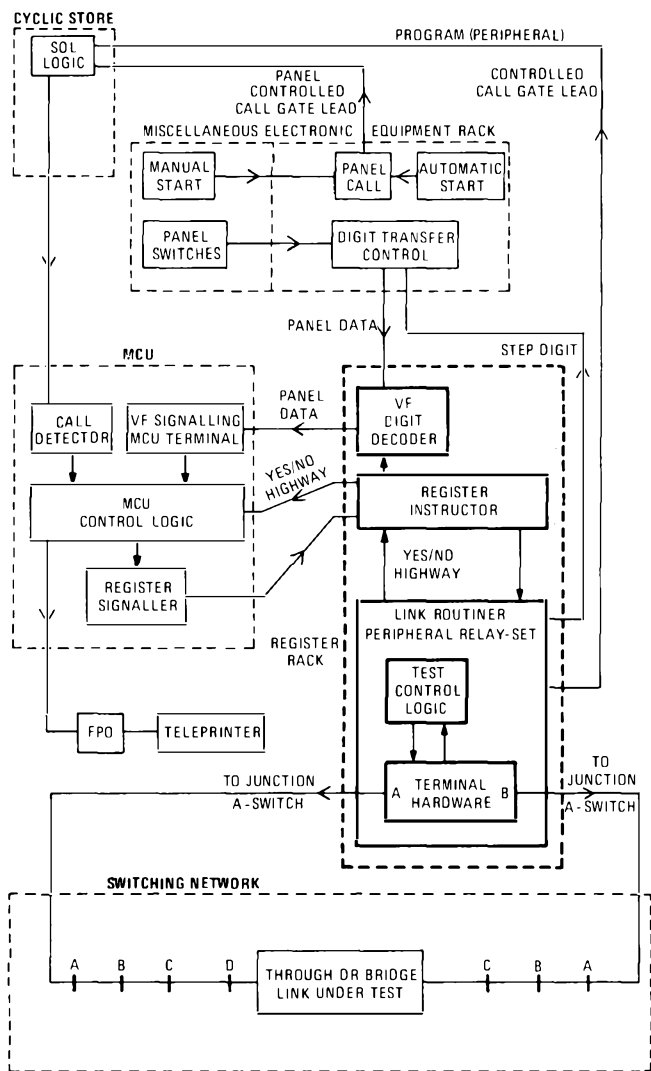 CYCLIC STORE
SOL
LOGIC
PROGRAM (PERIPHERAL)
PANEL
CONTROLLED
CALL GATE LEAD
CONTROLLED
CALL GATE LEAD
MISCELLANEOUS ELECTRONIC EQUIPMENT RACK
MANUAL
START
PANEL
CALL
AUTOMATIC
START
PANEL
SWITCHES
DIGIT TRANSFER
CONTROL
PANEL DATA
STEP DIGIT
MCU
CALL
DETECTOR
VF SIGNALLING
MCU TERMINAL
PANEL
DATA
VF
DIGIT
DECODER
YES/NO
HIGHWAY
MCU
CONTROL LOGIC
REGISTER
INSTRUCTOR
REGISTER
SIGNALLER
YES/NO
HIGHWAY
LINK ROUTINER
PERIPHERAL RELAY-SET
REGISTER
RACK
TEST
CONTROL
LOGIC
FPO
TELEPRINTER
TO JUNCTION
A-SWITCH
A TERMINAL B
HARDWARE
TO
JUNCTION
A-SWITCH
SWITCHING NETWORK
A B C D
THROUGH OR BRIDGE
LINK UNDER TEST
C B A